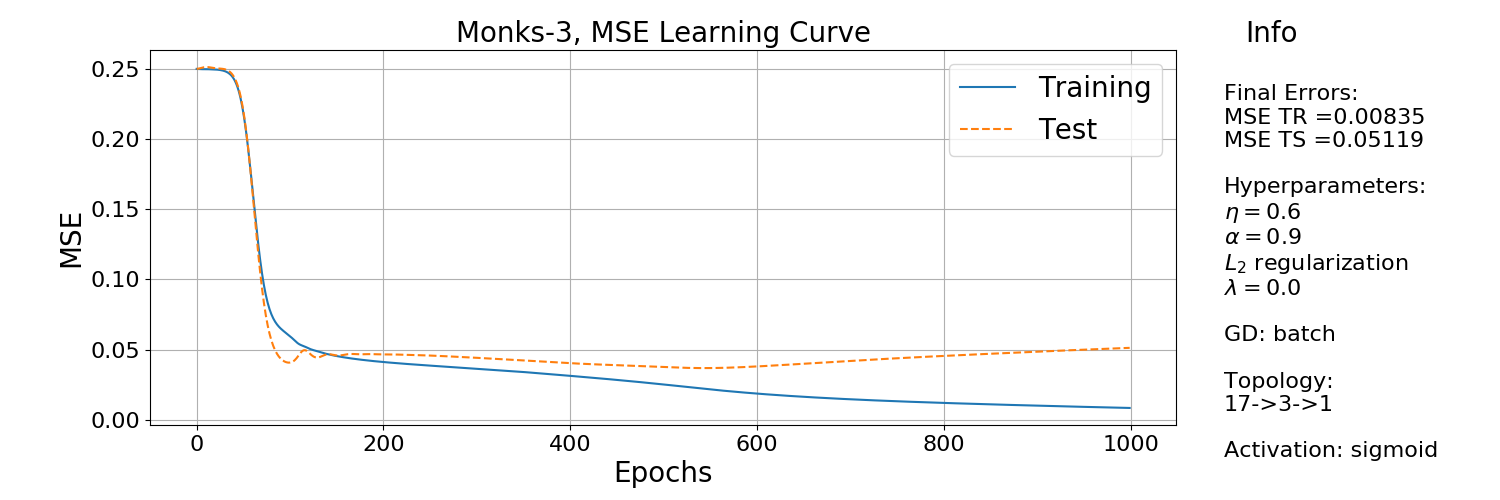 Monks-3, MSE Learning Curve
MSE
0.25
0.20
0.15
0.10
0.05
0.00
0 200 400 600 800 1000
Epochs
Training
Test
Info
Final Errors:
MSE TR =0.00835
MSE TS =0.05119
Hyperparameters:
η = 0.6
α = 0.9
L₂ regularization
λ = 0.0
GD: batch
Topology:
17->3->1
Activation: sigmoid